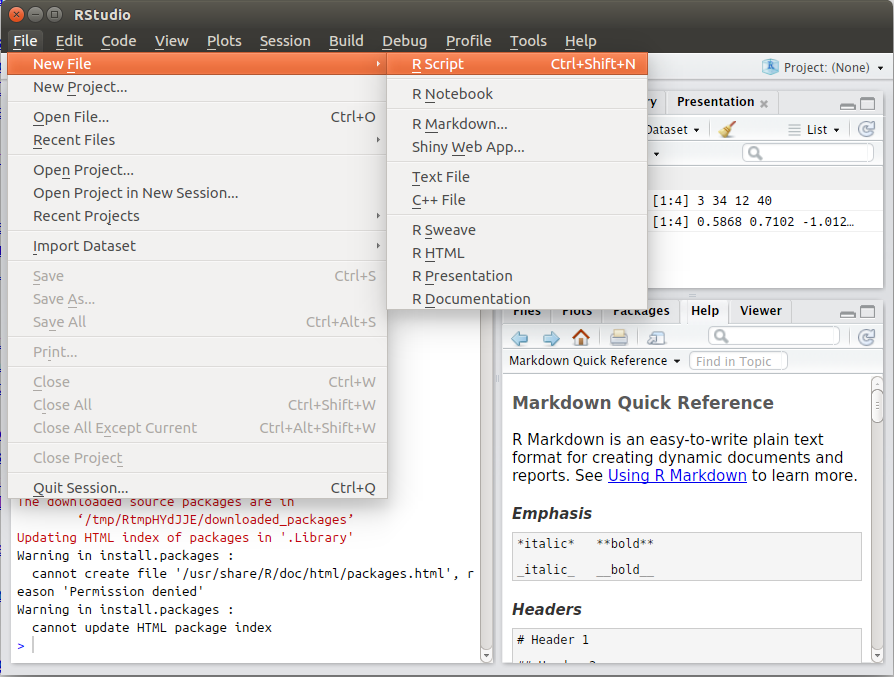 RStudio
File Edit Code View Plots Session Build Debug Profile Tools Help
New File
New Project...
Open File... Ctrl+O
Recent Files
Open Project...
Open Project in New Session...
Recent Projects
Import Dataset
Save Ctrl+S
Save As...
Save All Ctrl+Alt+S
Print...
Close Ctrl+W
Close All Ctrl+Shift+W
Close All Except Current Ctrl+Alt+Shift+W
Close Project
Quit Session... Ctrl+Q
R Script Ctrl+Shift+N
R Notebook
R Markdown...
Shiny Web App...
Text File
C++ File
R Sweave
R HTML
R Presentation
R Documentation
Project: (None)
Presentation
Dataset List
[1:4] 3 34 12 40
[1:4] 0.5868 0.7102 -1.012…
Files Plots Packages Help Viewer
Markdown Quick Reference Find in Topic
Markdown Quick Reference
R Markdown is an easy-to-write plain text
format for creating dynamic documents and
reports. See Using R Markdown to learn more.
Emphasis
*italic* **bold**
_italic_ __bold__
Headers
# Header 1
The downloaded source packages are in
‘/tmp/RtmpHYdJJE/downloaded_packages’
Updating HTML index of packages in '.Library'
Warning in install.packages :
cannot create file '/usr/share/R/doc/html/packages.html', r
eason 'Permission denied'
Warning in install.packages :
cannot update HTML package index
>